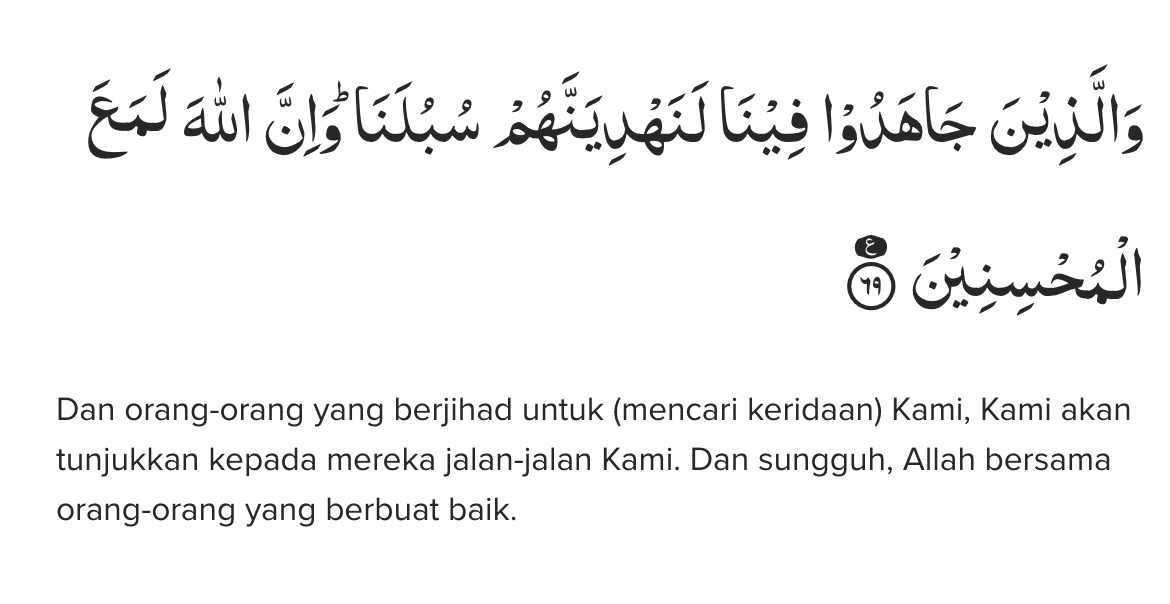 وَالَّذِيْنَ جَاهَدُوْا فِيْنَا لَنَهْدِيَنَّهُمْ سُبُلَنَاۗ وَاِنَّ اللّٰهَ لَمَعَ
الْمُحْسِنِيْنَ ࣖ ٦٩
Dan orang-orang yang berjihad untuk (mencari keridaan) Kami, Kami akan
tunjukkan kepada mereka jalan-jalan Kami. Dan sungguh, Allah bersama
orang-orang yang berbuat baik.